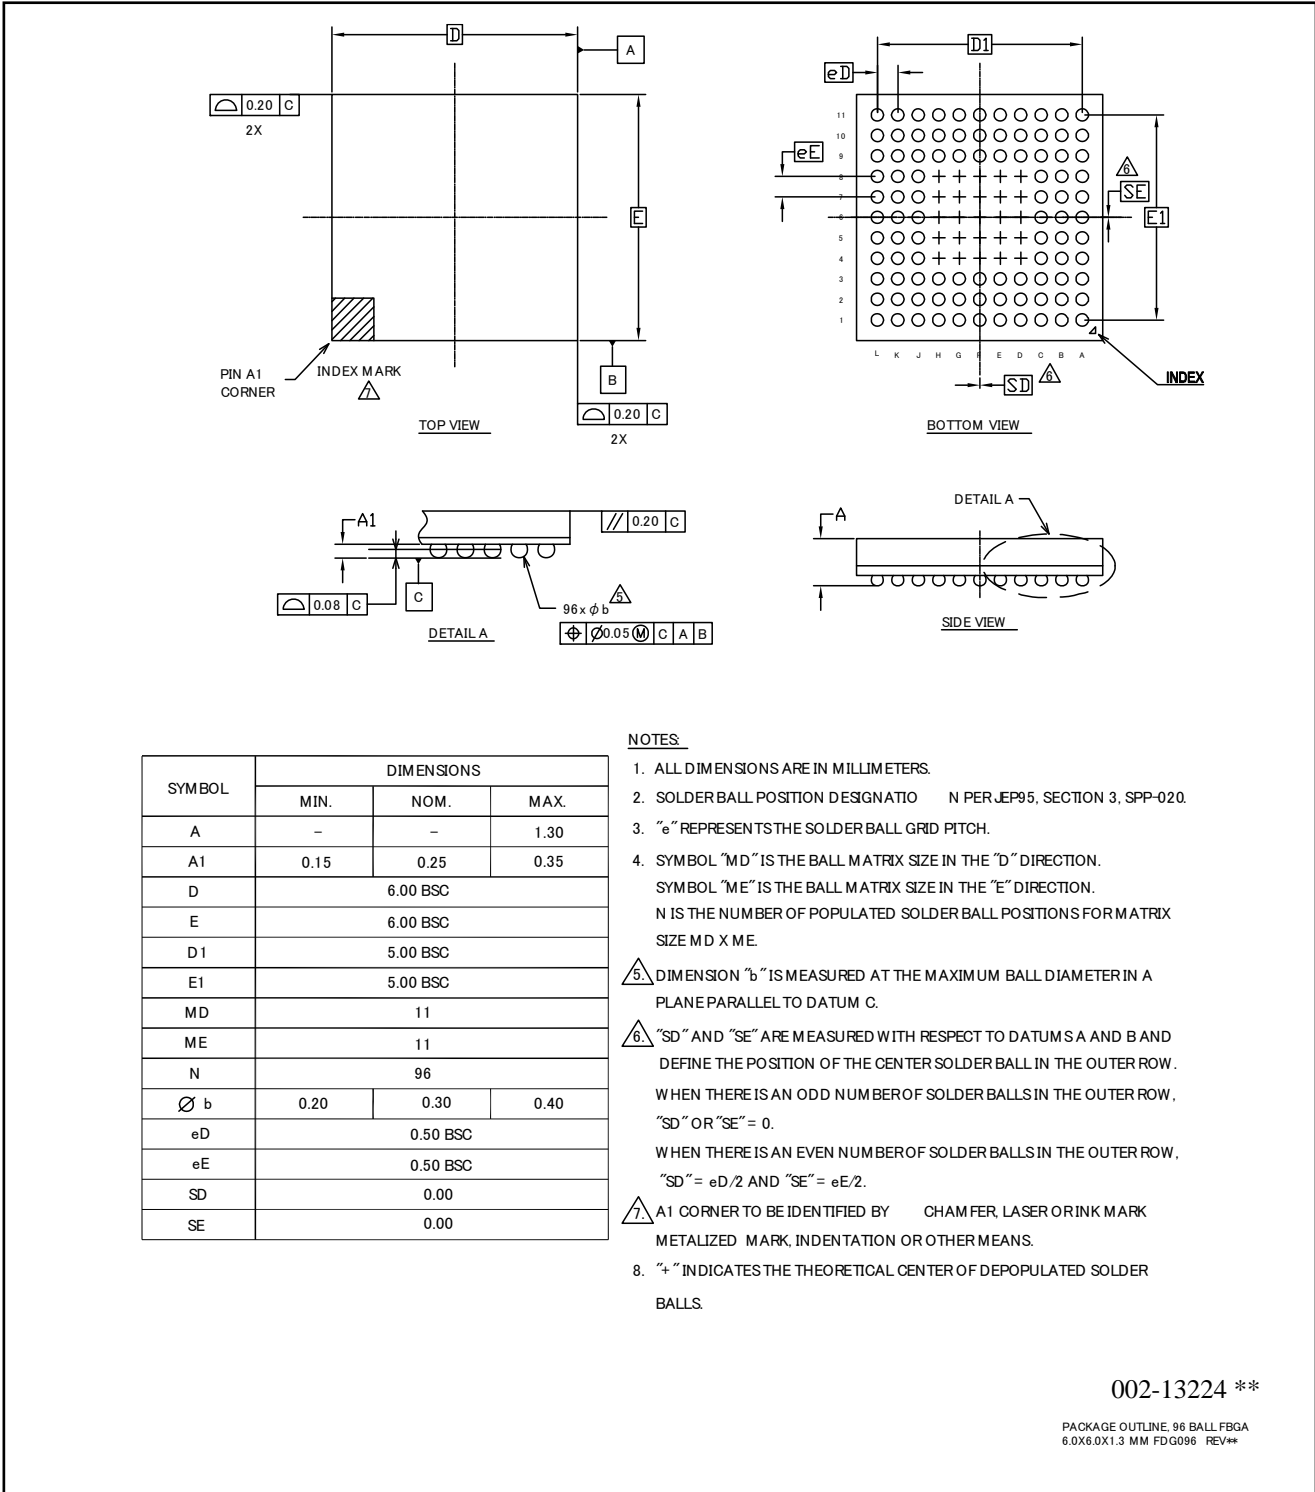 D
A
0.20 C
2X
E
PIN A1
CORNER
INDEX MARK
7
B
0.20 C
2X
TOP VIEW
D1
eD
eE
11
10
9
8
7
6
5
4
3
2
1
6
SE
E1
L K J H G F E D C B A
SD
6
INDEX
BOTTOM VIEW
A1
// 0.20 C
0.08 C
C
5
96x ϕ b
Ø0.05 Ⓜ C A B
DETAIL A
DETAIL A
A
SIDE VIEW
SYMBOL DIMENSIONS
MIN. NOM. MAX.
A – – 1.30
A1 0.15 0.25 0.35
D 6.00 BSC
E 6.00 BSC
D1 5.00 BSC
E1 5.00 BSC
MD 11
ME 11
N 96
Ø b 0.20 0.30 0.40
eD 0.50 BSC
eE 0.50 BSC
SD 0.00
SE 0.00
NOTES:
1. ALL DIMENSIONS ARE IN MILLIMETERS.
2. SOLDER BALL POSITION DESIGNATIO N PER JEP95, SECTION 3, SPP-020.
3. "e" REPRESENTS THE SOLDER BALL GRID PITCH.
4. SYMBOL "MD" IS THE BALL MATRIX SIZE IN THE "D" DIRECTION.
SYMBOL "ME" IS THE BALL MATRIX SIZE IN THE "E" DIRECTION.
N IS THE NUMBER OF POPULATED SOLDER BALL POSITIONS FOR MATRIX
SIZE MD X ME.
5. DIMENSION "b" IS MEASURED AT THE MAXIMUM BALL DIAMETER IN A
PLANE PARALLEL TO DATUM C.
6. "SD" AND "SE" ARE MEASURED WITH RESPECT TO DATUMS A AND B AND
DEFINE THE POSITION OF THE CENTER SOLDER BALL IN THE OUTER ROW.
WHEN THERE IS AN ODD NUMBER OF SOLDER BALLS IN THE OUTER ROW,
"SD" OR "SE" = 0.
WHEN THERE IS AN EVEN NUMBER OF SOLDER BALLS IN THE OUTER ROW,
"SD" = eD/2 AND "SE" = eE/2.
7. A1 CORNER TO BE IDENTIFIED BY CHAMFER, LASER OR INK MARK
METALIZED MARK, INDENTATION OR OTHER MEANS.
8. "+" INDICATES THE THEORETICAL CENTER OF DEPOPULATED SOLDER
BALLS.
002-13224 **
PACKAGE OUTLINE, 96 BALL FBGA
6.0X6.0X1.3 MM FDG096 REV**